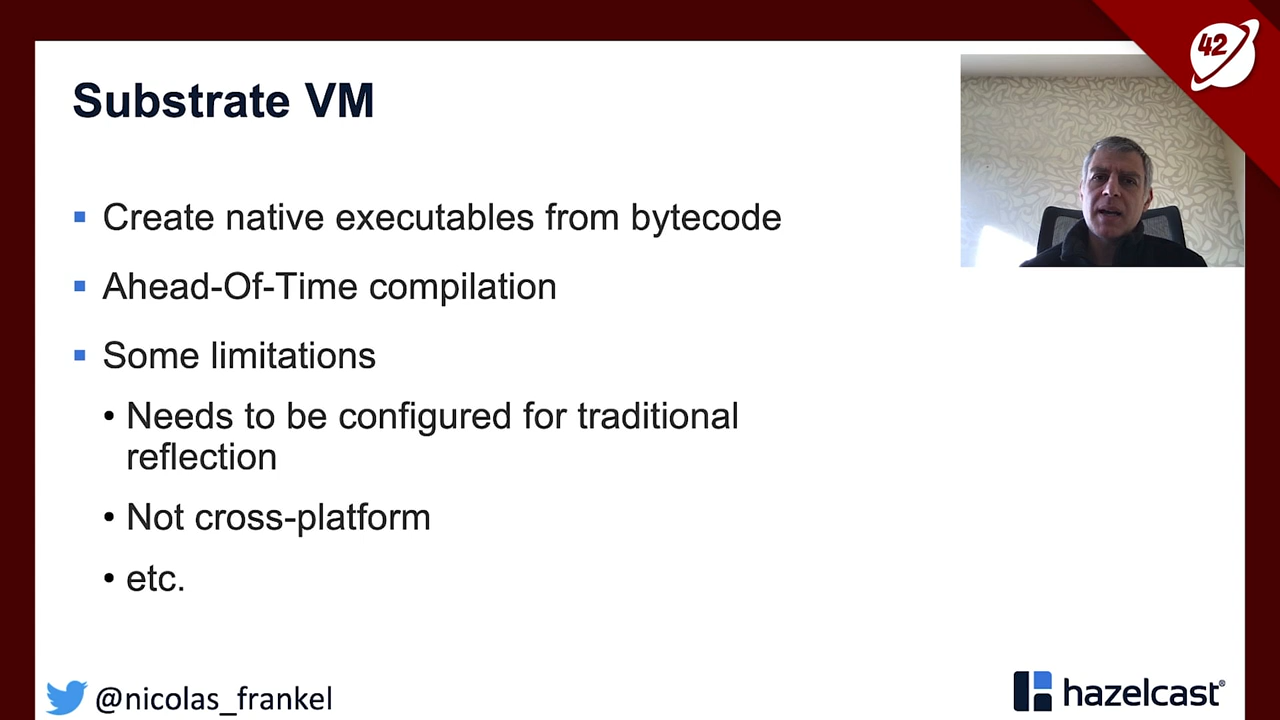 42
Substrate VM
Create native executables from bytecode
Ahead-Of-Time compilation
Some limitations
Needs to be configured for traditional
reflection
Not cross-platform
etc.
@nicolas_frankel
hazelcast®